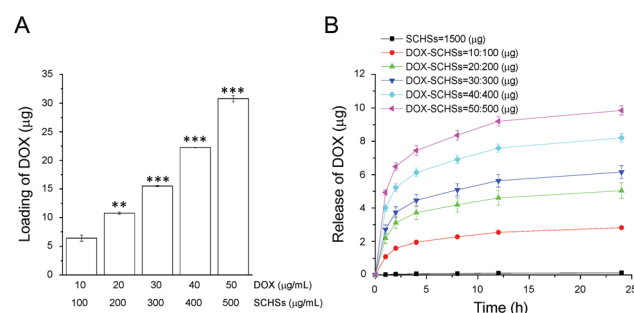 A
Loading of DOX (µg)
35
30
25
20
15
10
5
0
**
***
***
***
10 20 30 40 50 DOX (µg/mL)
100 200 300 400 500 SCHSs(µg/mL)
B
SCHSs=1500 (µg)
DOX-SCHSs=10:100 (µg)
DOX-SCHSs=20:200 (µg)
DOX-SCHSs=30:300 (µg)
DOX-SCHSs=40:400 (µg)
DOX-SCHSs=50:500 (µg)
Release of DOX (µg)
12
10
8
6
4
2
0
0 5 10 15 20 25
Time (h)